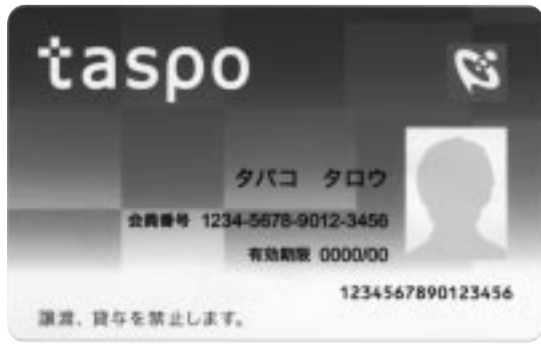 taspo
タバコ タロウ
会員番号 1234-5678-9012-3456
有効期限 0000/00
1234567890123456
譲渡、貸与を禁止します。